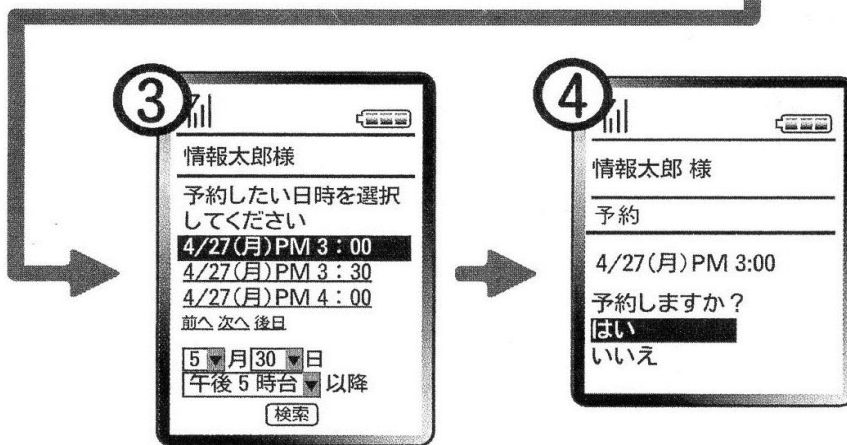 ③
情報太郎様
予約したい日時を選択
してください
4/27(月)PM 3：00
4/27(月)PM 3：30
4/27(月)PM 4：00
前へ 次へ 後日
5 ▼月30 ▼日
午後5時台 ▼ 以降
検索
④
情報太郎 様
予約
4/27(月)PM 3:00
予約しますか？
はい
いいえ